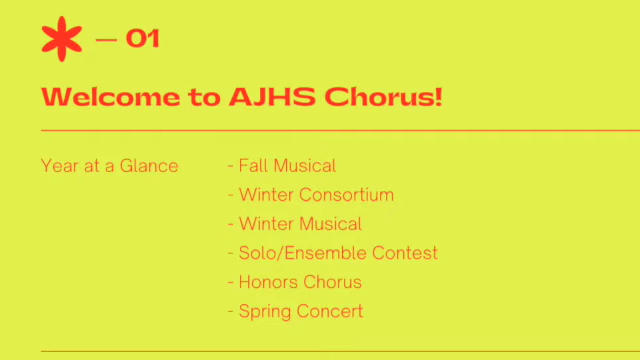 — 01
Welcome to AJHS Chorus!
Year at a Glance
- Fall Musical
- Winter Consortium
- Winter Musical
- Solo/Ensemble Contest
- Honors Chorus
- Spring Concert